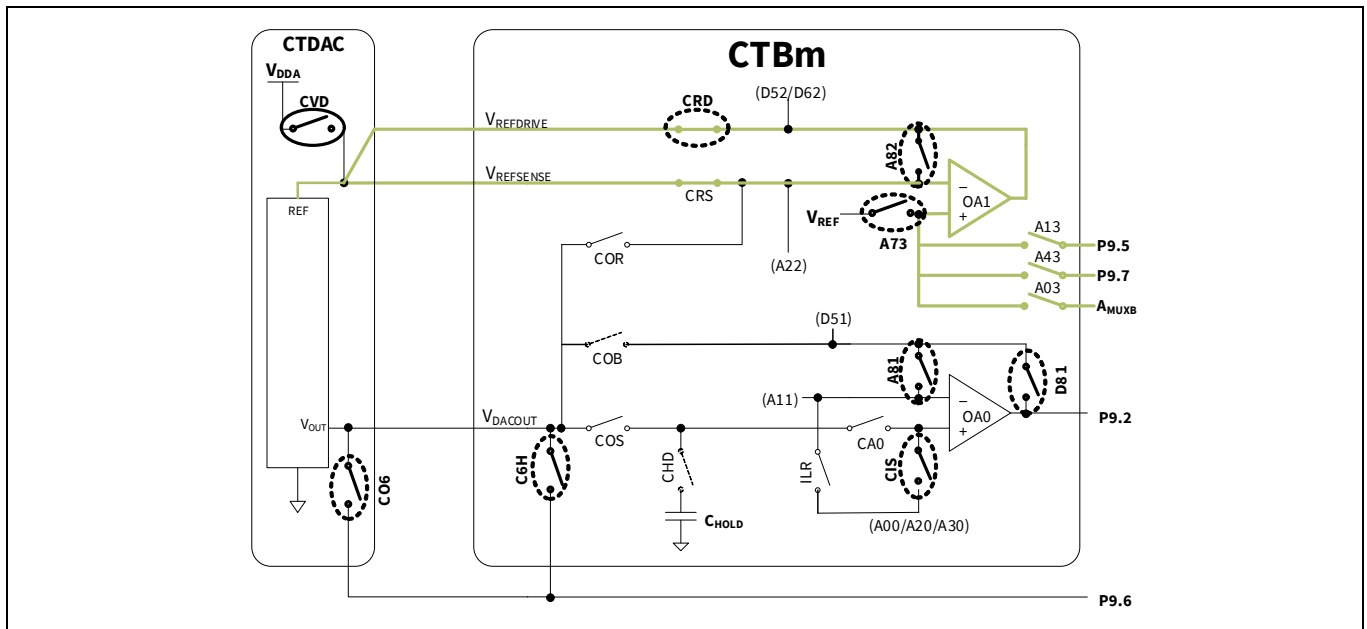 CTDAC
CTBm
VDDA
CVD
CRD
(D52/D62)
VREFDRIVE
A82
VREFSENSE
CRS
−
OA1
+
REF
VREF
A73
A13
P9.5
COR
(A22)
A43
P9.7
A03
AMUXB
(D51)
COB
A81
D81
(A11)
−
OA0
+
P9.2
VOUT
VDACOUT
COS
CA0
CO6
C6H
CHD
ILR
CIS
CHOLD
(A00/A20/A30)
P9.6